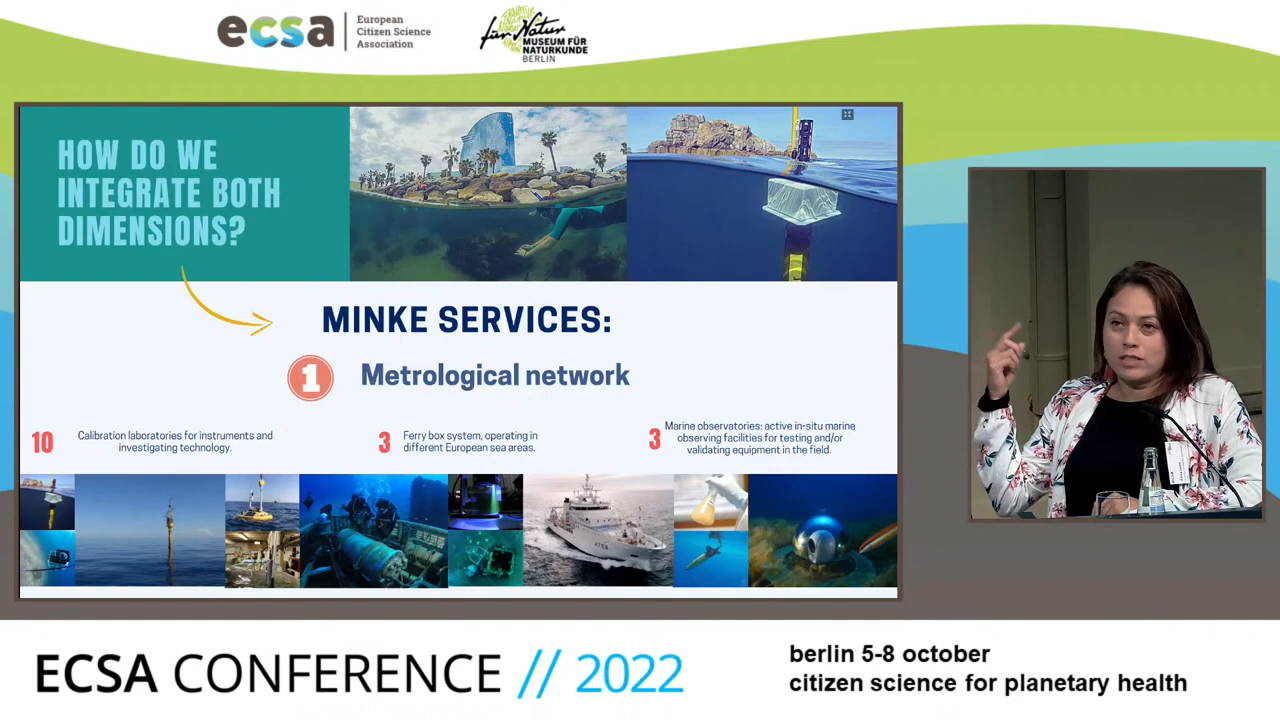 ecsa
European
Citizen Science
Association
für Natur
MUSEUM FÜR
NATURKUNDE
BERLIN
HOW DO WE
INTEGRATE BOTH
DIMENSIONS?
MINKE SERVICES:
1 Metrological network
10 Calibration laboratories for instruments and
investigating technology.
3 Ferry box system, operating in
different European sea areas.
3 Marine observatories: active in-situ marine
observing facilities for testing and/or
validating equipment in the field.
ECSA CONFERENCE // 2022
berlin 5-8 october
citizen science for planetary health